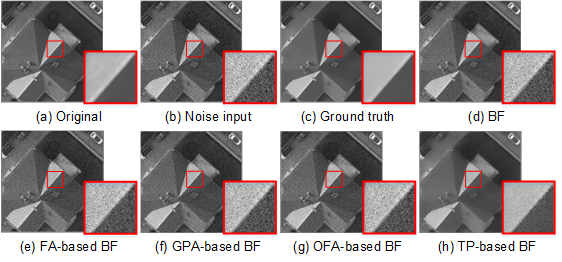 (a) Original
(b) Noise input
(c) Ground truth
(d) BF
(e) FA-based BF
(f) GPA-based BF
(g) OFA-based BF
(h) TP-based BF